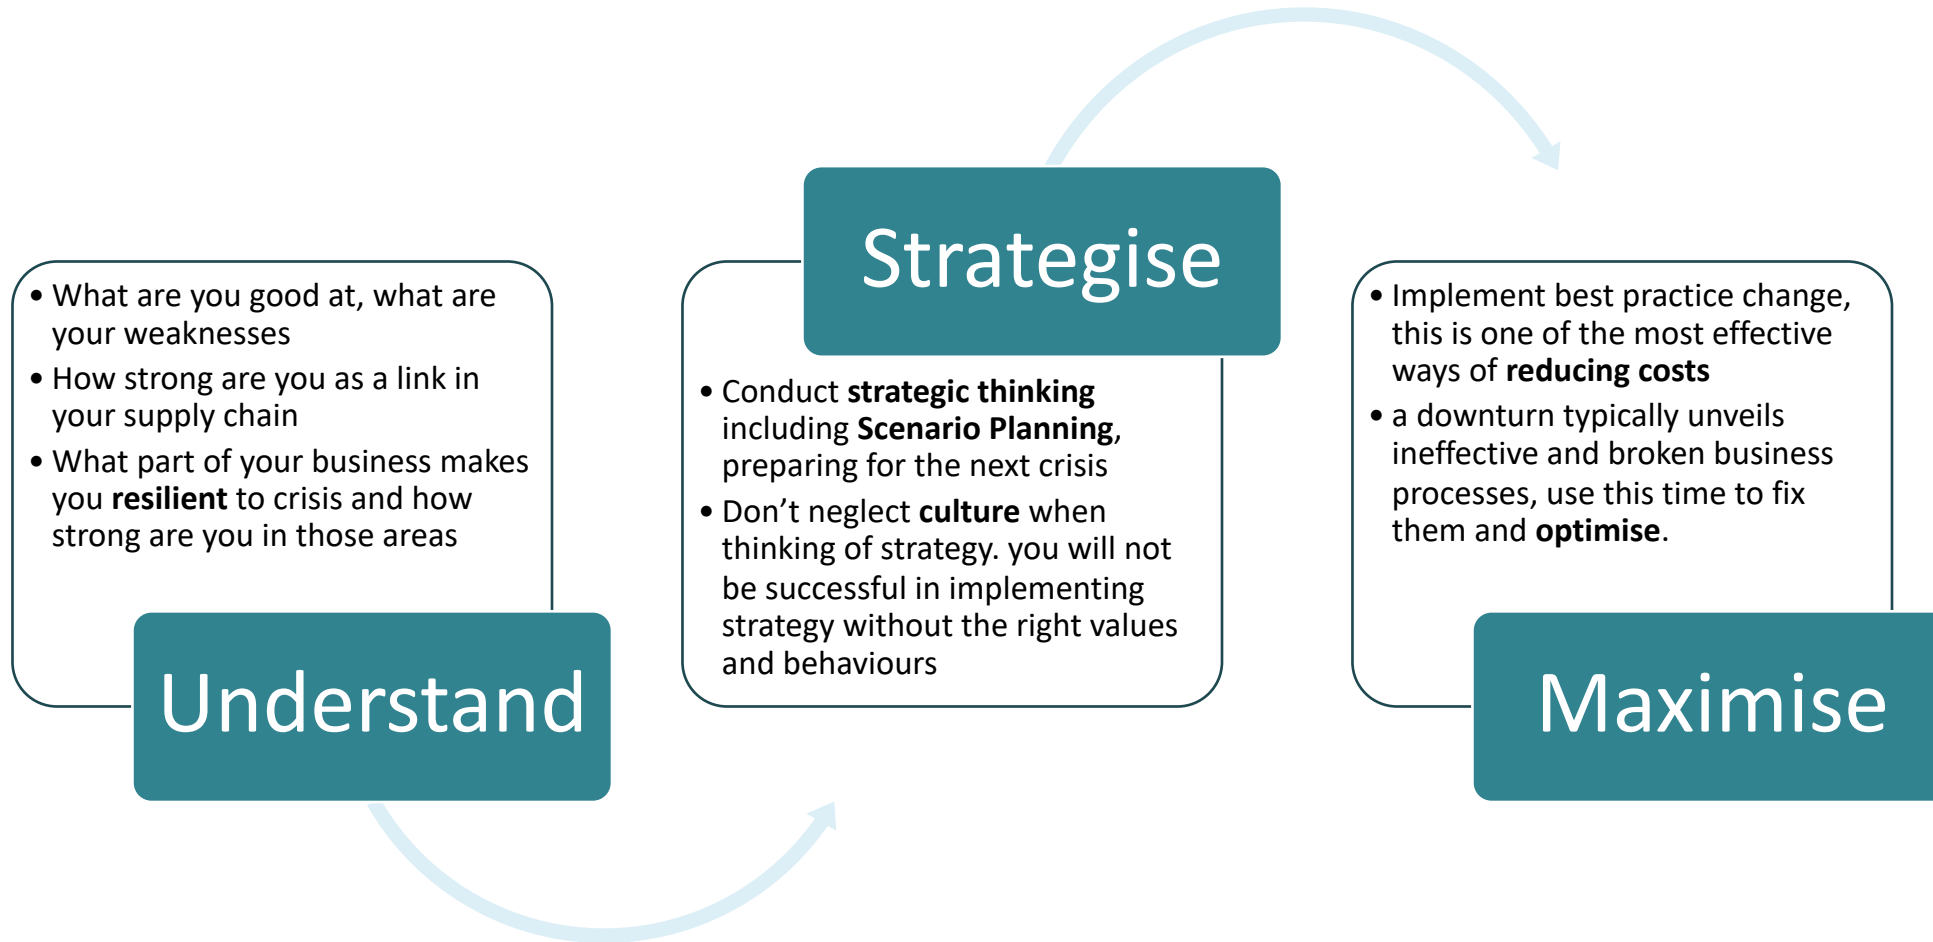 • What are you good at, what are
your weaknesses
• How strong are you as a link in
your supply chain
• What part of your business makes
you resilient to crisis and how
strong are you in those areas
Understand
Strategise
• Conduct strategic thinking
including Scenario Planning,
preparing for the next crisis
• Don’t neglect culture when
thinking of strategy. you will not
be successful in implementing
strategy without the right values
and behaviours
• Implement best practice change,
this is one of the most effective
ways of reducing costs
• a downturn typically unveils
ineffective and broken business
processes, use this time to fix
them and optimise.
Maximise